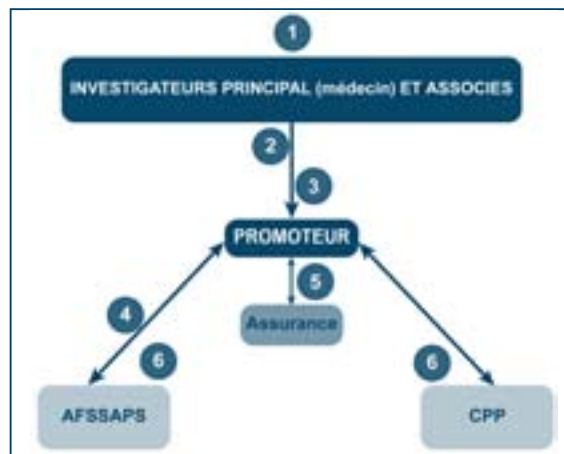 1
INVESTIGATEURS PRINCIPAL (médecin) ET ASSOCIES
2
3
PROMOTEUR
5
4
Assurance
6
6
AFSSAPS
CPP